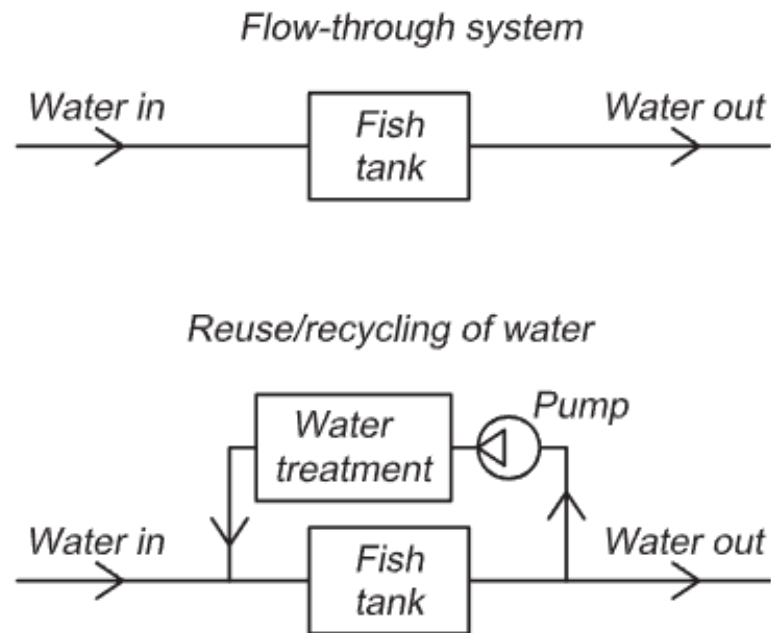 Flow-through system
Water in
Fish
tank
Water out
Reuse/recycling of water
Water
treatment
Pump
Water in
Fish
tank
Water out